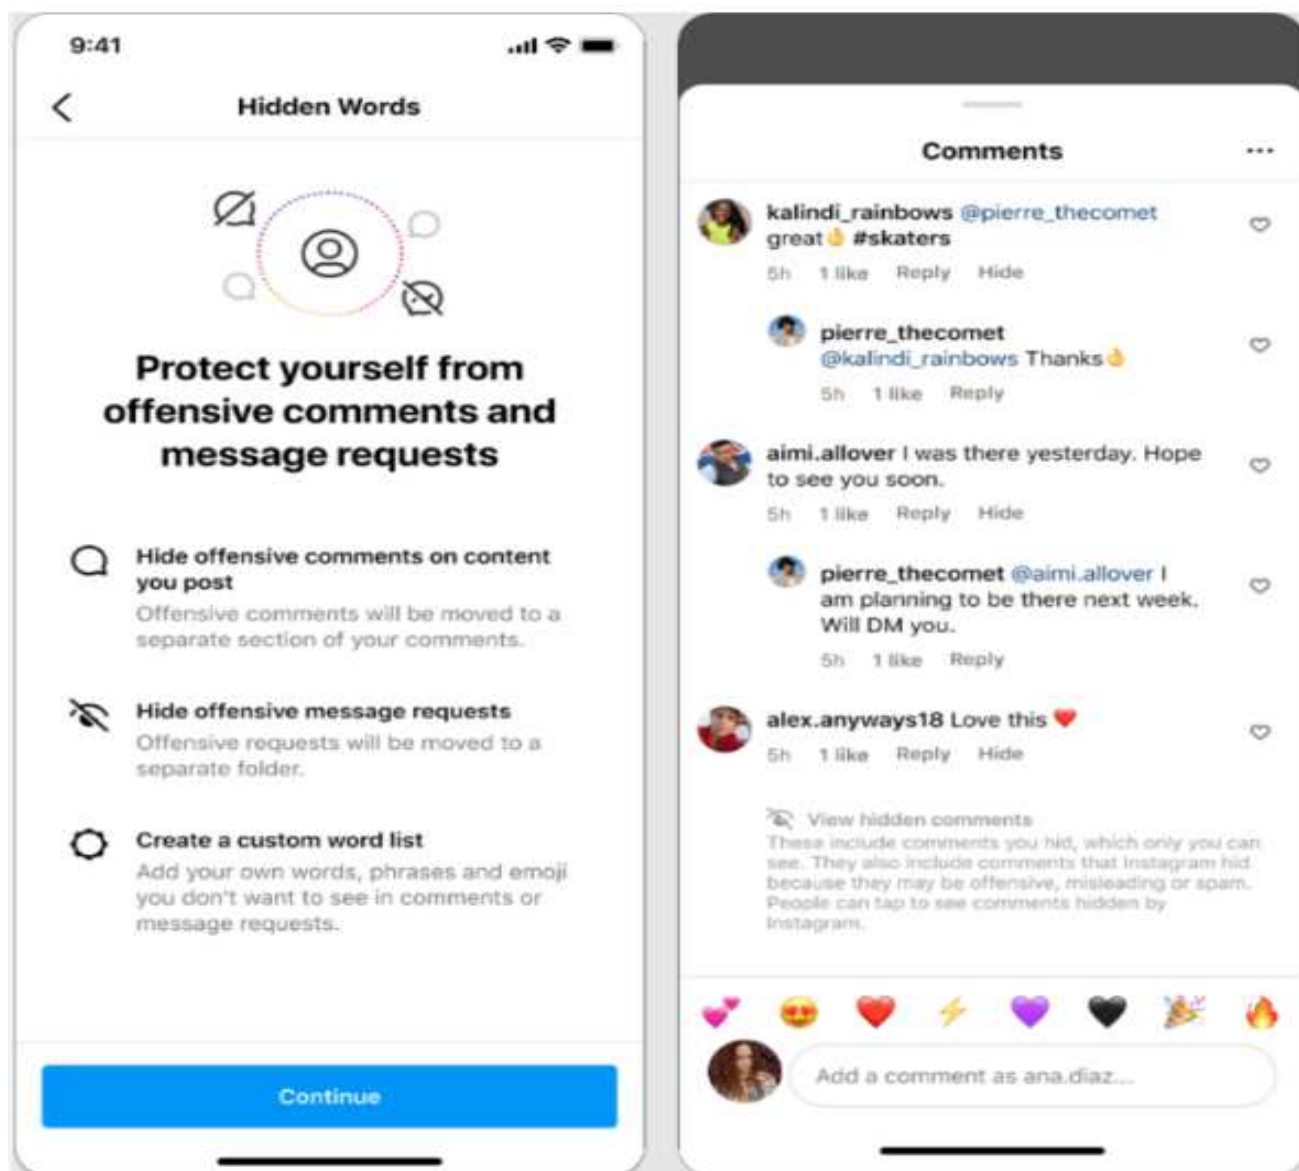 9:41
Hidden Words
Protect yourself from
offensive comments and
message requests
Hide offensive comments on content
you post
Offensive comments will be moved to a
separate section of your comments.
Hide offensive message requests
Offensive requests will be moved to a
separate folder.
Create a custom word list
Add your own words, phrases and emoji
you don't want to see in comments or
message requests.
Continue
Comments
kalindi_rainbows @pierre_thecomet
great👌 #skaters
5h 1 like Reply Hide
pierre_thecomet
@kalindi_rainbows Thanks👌
5h 1 like Reply
aimi.allover I was there yesterday. Hope
to see you soon.
5h 1 like Reply Hide
pierre_thecomet @aimi.allover I
am planning to be there next week.
Will DM you.
5h 1 like Reply
alex.anyways18 Love this ❤️
5h 1 like Reply Hide
View hidden comments
These include comments you hid, which only you can
see. They also include comments that Instagram hid
because they may be offensive, misleading or spam.
People can tap to see comments hidden by
Instagram.
Add a comment as ana.diaz...